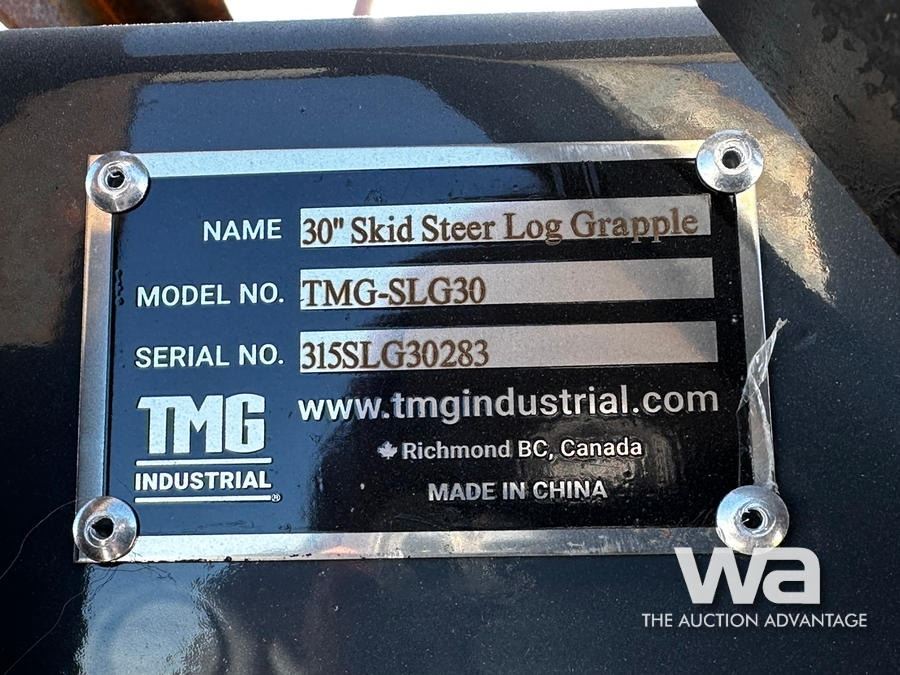 NAME 30" Skid Steer Log Grapple
MODEL NO. TMG-SLG30
SERIAL NO. 315SLG30283
TMG
INDUSTRIAL
www.tmgindustrial.com
Richmond BC, Canada
MADE IN CHINA
wa
THE AUCTION ADVANTAGE